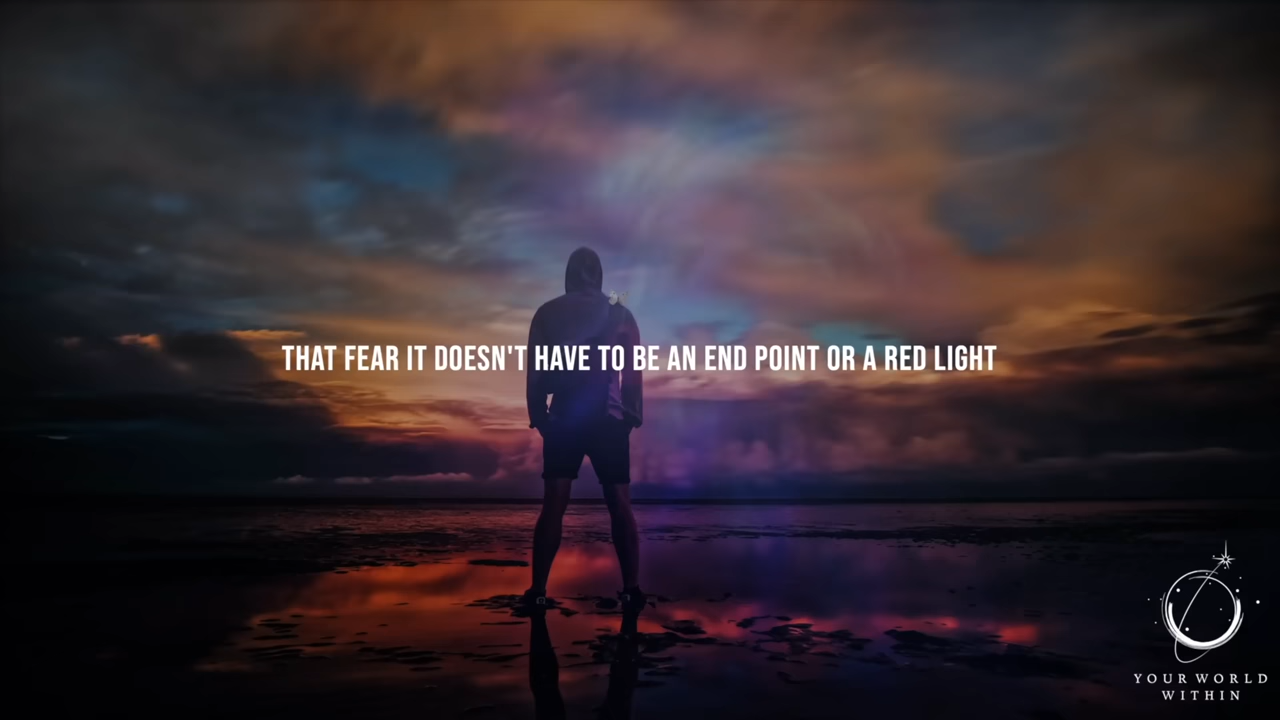 THAT FEAR IT DOESN'T HAVE TO BE AN END POINT OR A RED LIGHT
YOUR WORLD
WITHIN